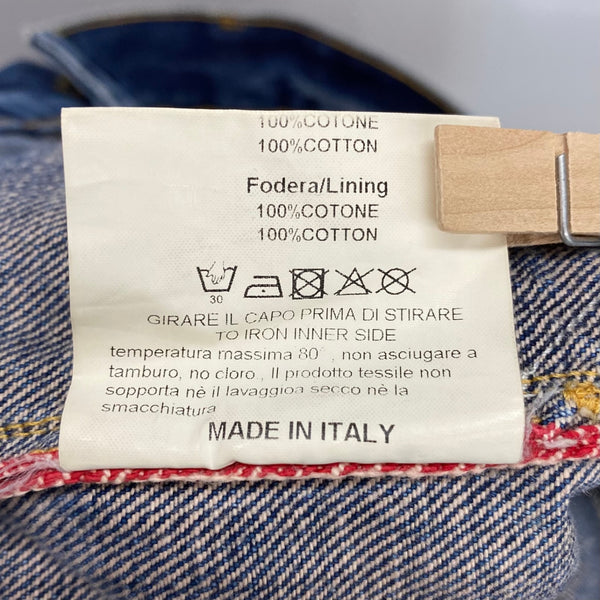 100%COTONE
100%COTTON
Fodera/Lining
100%COTONE
100%COTTON
30
GIRARE IL CAPO PRIMA DI STIRARE
TO IRON INNER SIDE
temperatura massima 80° , non asciugare a
tamburo, no cloro , Il prodotto tessile non
sopporta nè il lavaggioa secco nè la
smacchiatura
MADE IN ITALY